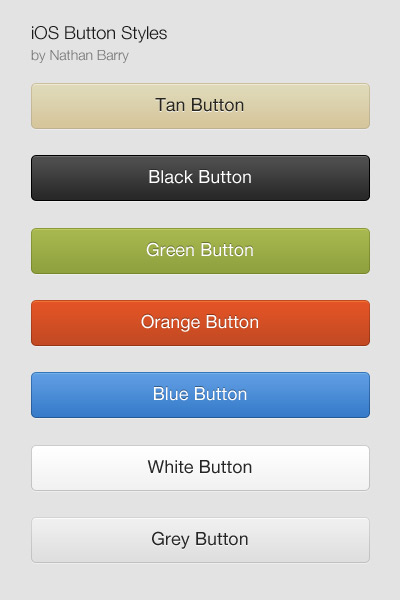 iOS Button Styles
by Nathan Barry
Tan Button
Black Button
Green Button
Orange Button
Blue Button
White Button
Grey Button